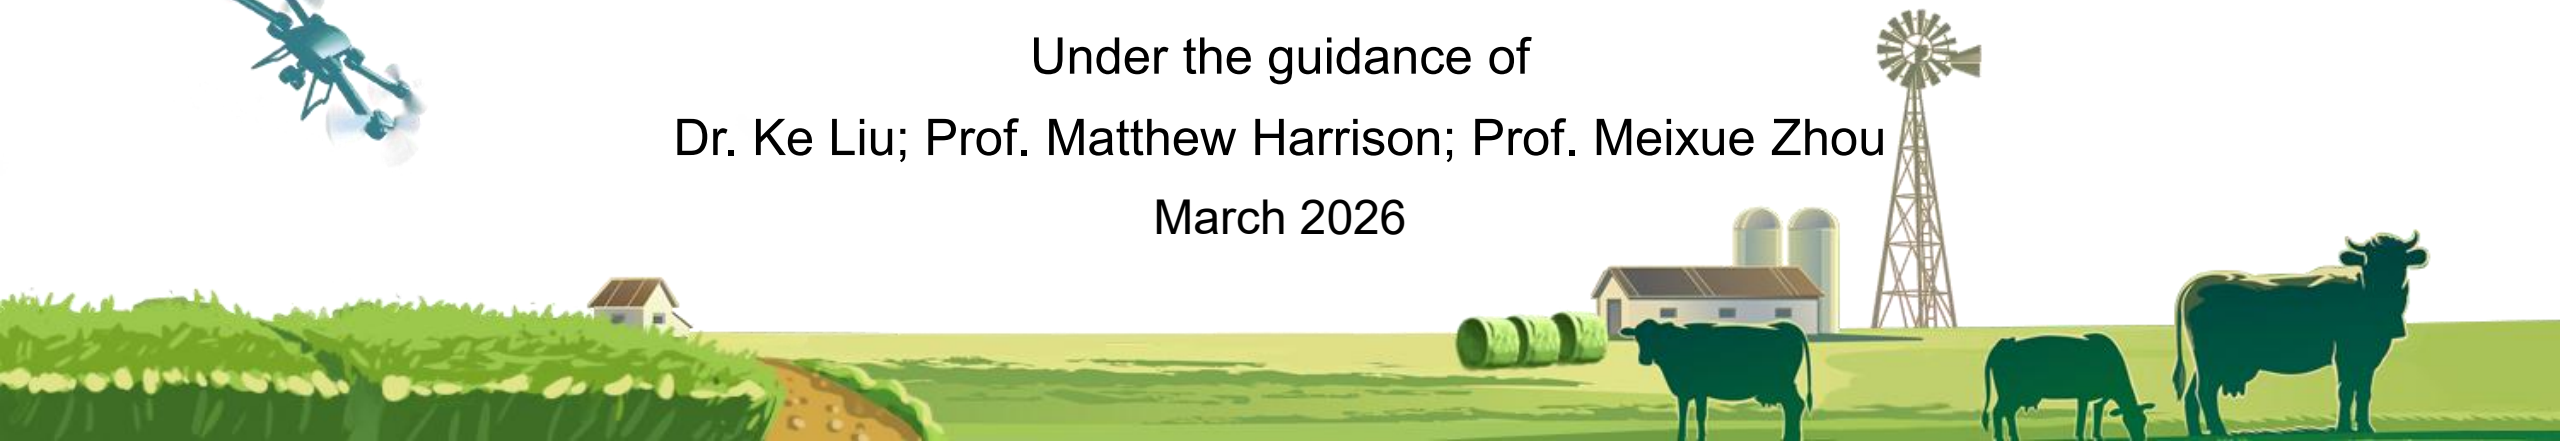 Under the guidance of
Dr. Ke Liu; Prof. Matthew Harrison; Prof. Meixue Zhou
March 2026